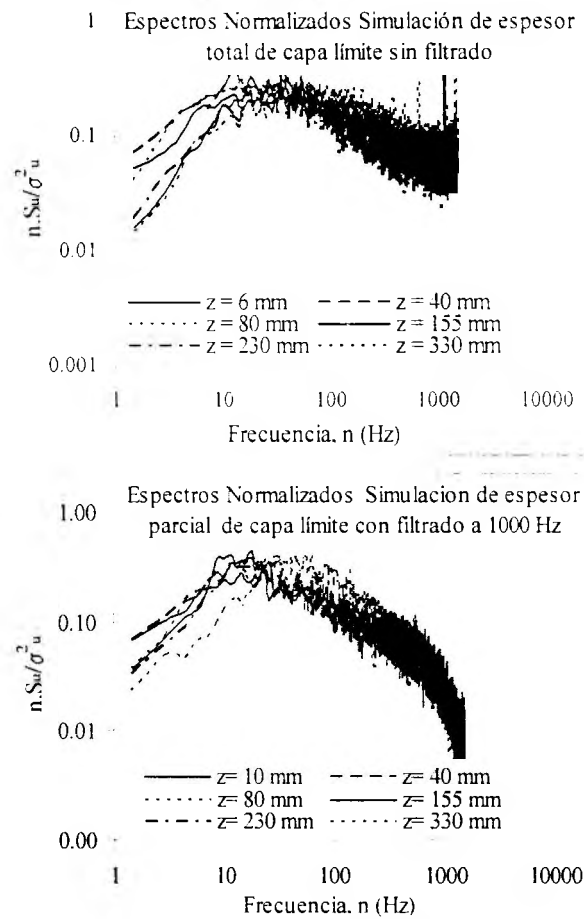 Espectros Normalizados Simulación de espesor
total de capa límite sin filtrado
1
0.1
0.01
0.001
n.Su/σ²u
z = 6 mm z = 40 mm
z = 80 mm z = 155 mm
z = 230 mm z = 330 mm
1 10 100 1000 10000
Frecuencia. n (Hz)
Espectros Normalizados Simulacion de espesor
parcial de capa límite con filtrado a 1000 Hz
1.00
0.10
0.01
0.00
n.Su/σ²u
z= 10 mm z= 40 mm
z= 80 mm z= 155 mm
z= 230 mm z= 330 mm
1 10 100 1000 10000
Frecuencia. n (Hz)